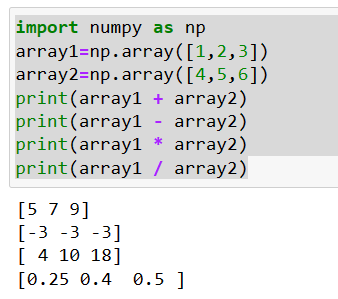 import numpy as np
array1=np.array([1,2,3])
array2=np.array([4,5,6])
print(array1 + array2)
print(array1 - array2)
print(array1 * array2)
print(array1 / array2)
[5 7 9]
[-3 -3 -3]
[ 4 10 18]
[0.25 0.4  0.5 ]